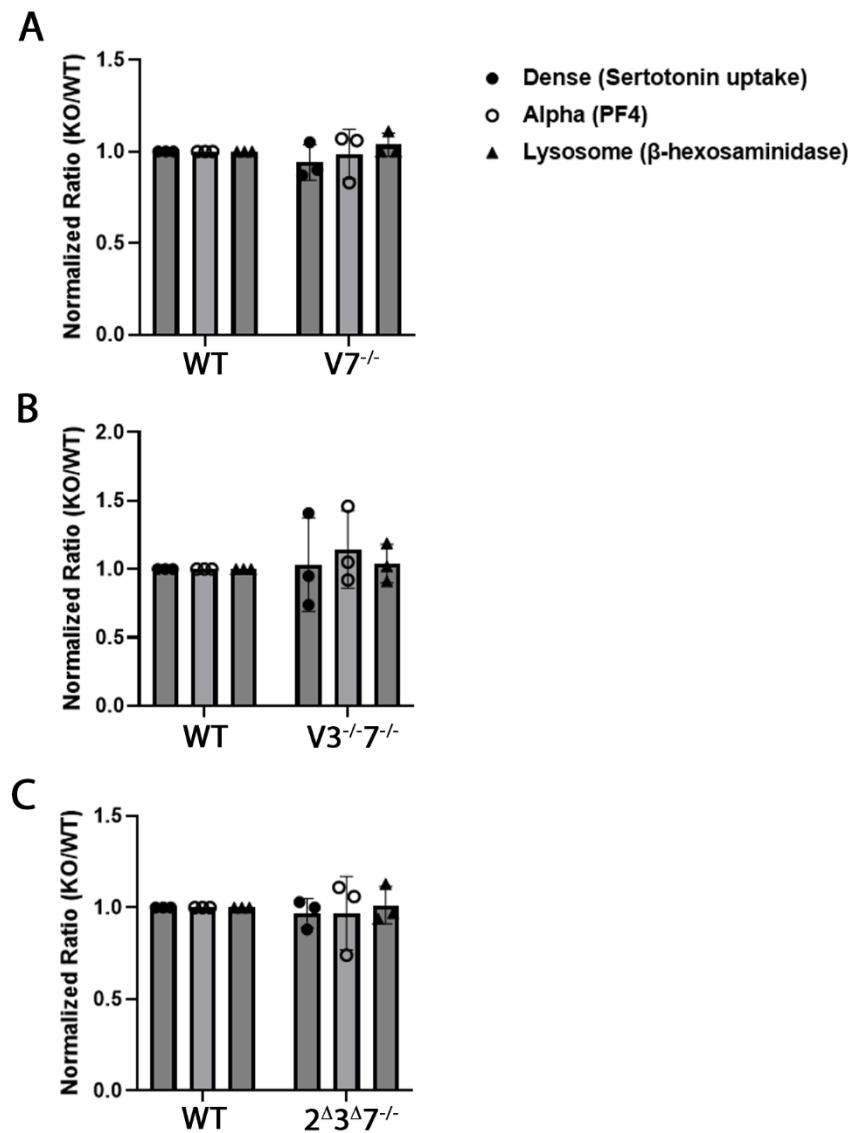 A
Normalized Ratio (KO/WT)
1.5
1.0
0.5
0.0
WT
V7⁻/⁻
Dense (Sertotonin uptake)
Alpha (PF4)
Lysosome (β-hexosaminidase)
B
Normalized Ratio (KO/WT)
2.0
1.5
1.0
0.5
0.0
WT
V3⁻/⁻7⁻/⁻
C
Normalized Ratio (KO/WT)
1.5
1.0
0.5
0.0
WT
2Δ3Δ7⁻/⁻